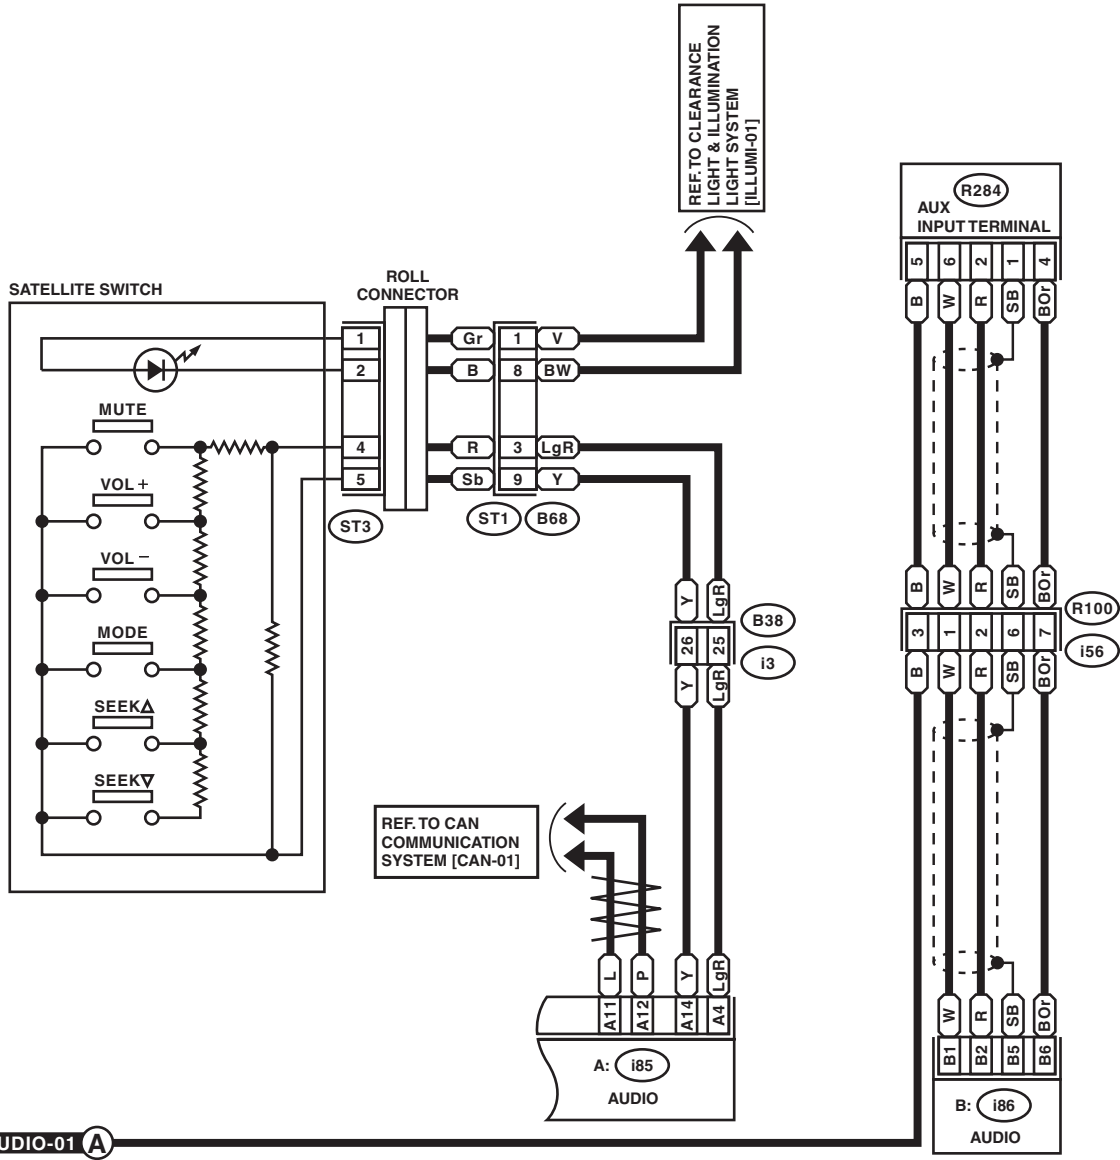 REF. TO CLEARANCE
LIGHT & ILLUMINATION
LIGHT SYSTEM
[ILLUMI-01]
R284
AUX
INPUT TERMINAL
5 6 2 1 4
B W R SB BOr
SATELLITE SWITCH
ROLL
CONNECTOR
1 Gr 1 V
2 B 8 BW
MUTE
4 R 3 LgR
5 Sb 9 Y
VOL +
ST3 ST1 B68
VOL −
MODE
SEEK△
SEEK▽
Y LgR
B38
26 25
i3
Y LgR
B W R SB BOr
R100
3 1 2 6 7
i56
B W R SB BOr
REF. TO CAN
COMMUNICATION
SYSTEM [CAN-01]
L P Y LgR
A11 A12 A14 A4
A: i85
AUDIO
W R SB BOr
B1 B2 B5 B6
B: i86
AUDIO
UDIO-01 A